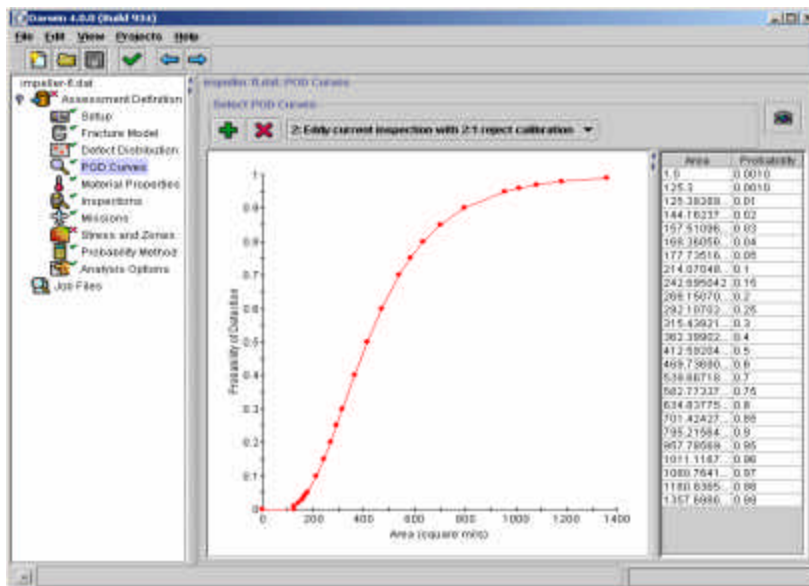 Darwin 4.0.0 (Build 934)
File Edit View Projects Help
impeller-fl.dat
Assessment Definition
Setup
Fracture Model
Defect Distribution
POD Curves
Material Properties
Inspections
Missions
Stress and Zones
Probability Method
Analysis Options
Job Files
impeller-fl.dat: POD Curves
Select POD Curves
2: Eddy current inspection with 2:1 reject calibration
Probability of Detection
1
0.9
0.8
0.7
0.6
0.5
0.4
0.3
0.2
0.1
0
200 400 600 800 1000 1200 1400
Area (square mils)
Area Probability
1.0 0.0010
125.3 0.0010
0.01
0.02
0.03
0.04
0.05
0.1
0.15
0.2
0.25
0.3
0.4
0.5
0.6
0.7
0.75
0.8
0.85
0.9
0.95
0.96
0.97
0.98
0.99